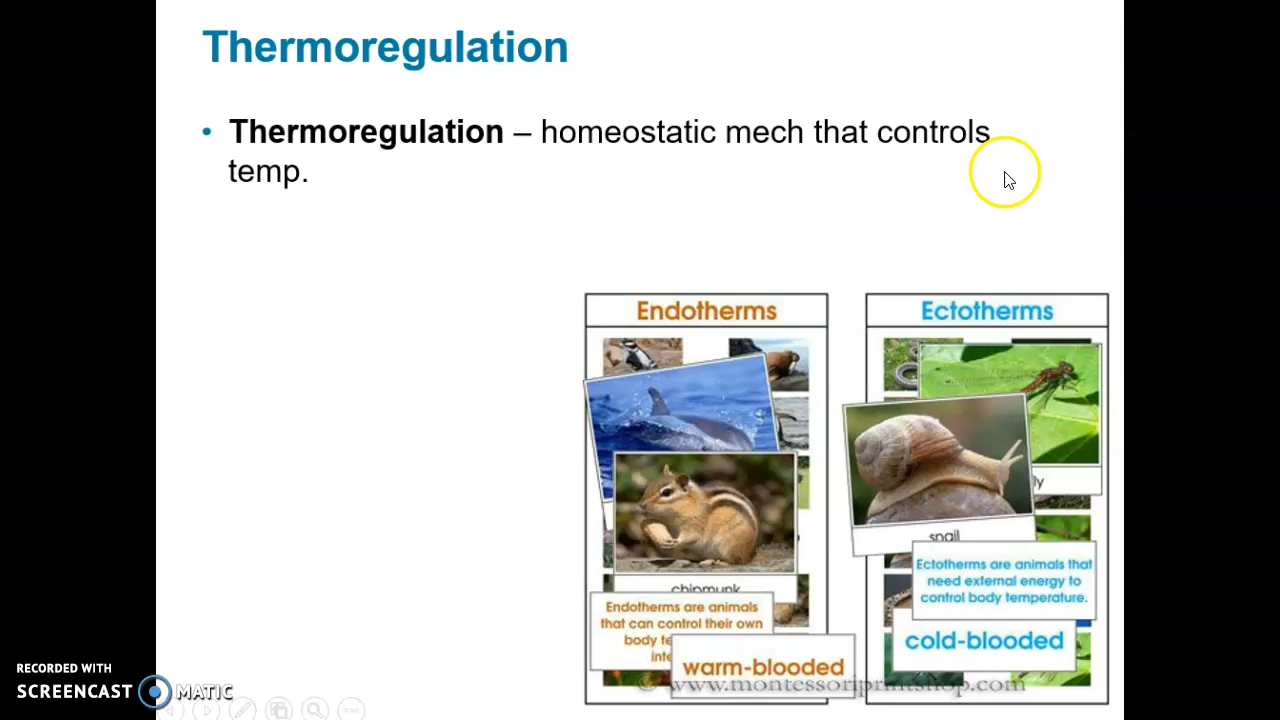 Thermoregulation
• Thermoregulation – homeostatic mech that controls
temp.
Endotherms
chipmunk
Endotherms are animals
that can control their own
body
warm-blooded
Ectotherms
snail
Ectotherms are animals that
need external energy to
control body temperature.
cold-blooded
© www.montessoriprintshop.com
RECORDED WITH
SCREENCAST MATIC